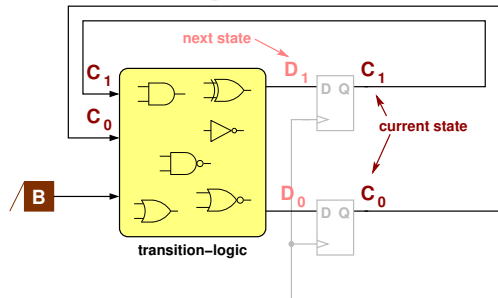 next state
D1
C1
D Q
C1
C0
current state
B
D0
C0
D Q
transition-logic